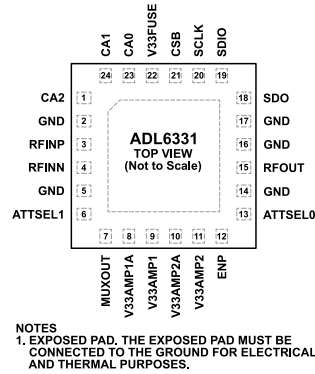 CA1
CA0
V33FUSE
CSB
SCLK
SDIO
24
23
22
21
20
19
CA2
1
GND
2
RFINP
3
RFINN
4
GND
5
ATTSEL1
6
ADL6331
TOP VIEW
(Not to Scale)
18
SDO
17
GND
16
GND
15
RFOUT
14
GND
13
ATTSEL0
7
8
9
10
11
12
MUXOUT
V33AMP1A
V33AMP1
V33AMP2A
V33AMP2
ENP
NOTES
1. EXPOSED PAD. THE EXPOSED PAD MUST BE
CONNECTED TO THE GROUND FOR ELECTRICAL
AND THERMAL PURPOSES.